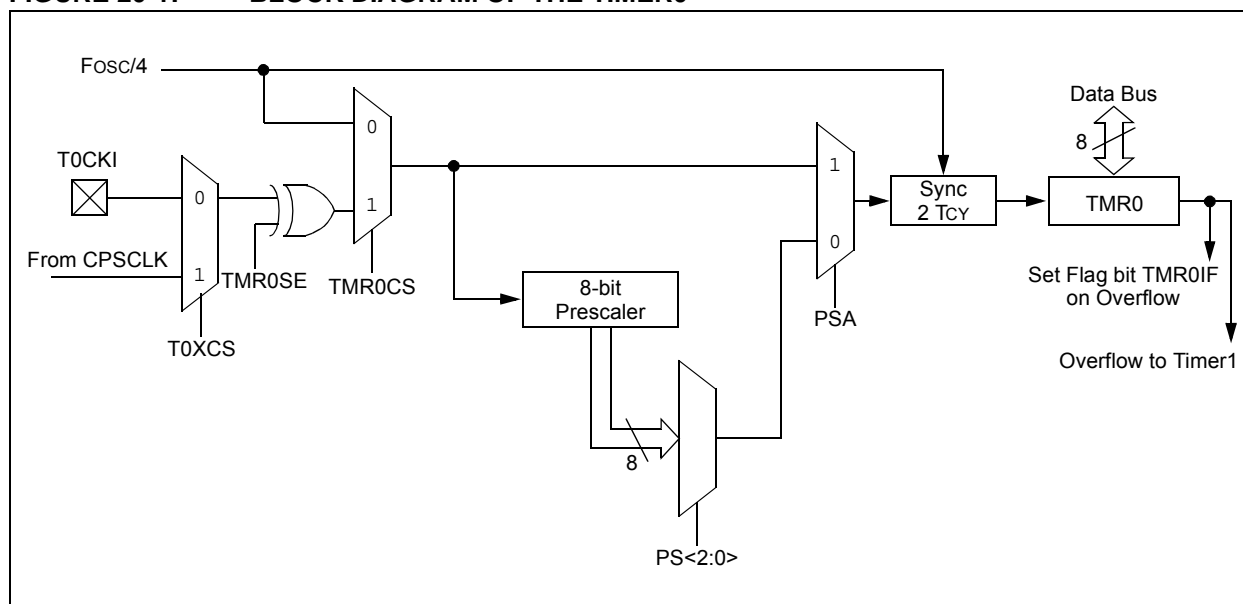 FOSC/4
Data Bus
8
0
T0CKI
0
1
1
Sync
2 TCY
TMR0
From CPSCLK
1
0
TMR0SE
TMR0CS
8-bit
Prescaler
PSA
Set Flag bit TMR0IF
on Overflow
T0XCS
Overflow to Timer1
8
PS<2:0>